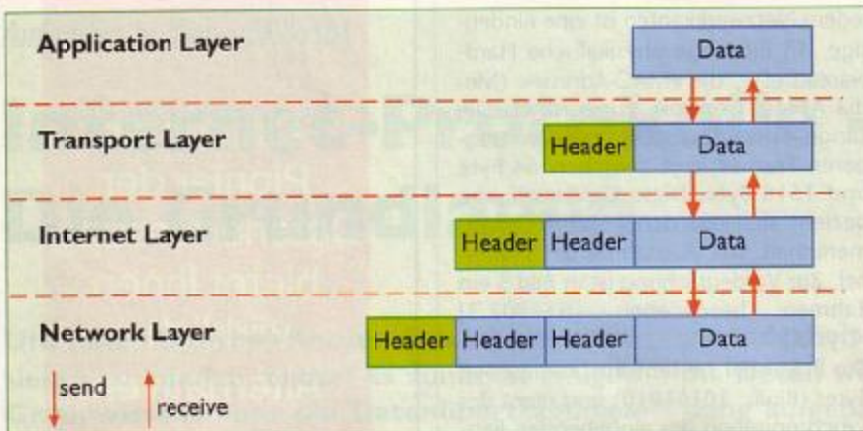 Application Layer
Data
Transport Layer
Header Data
Internet Layer
Header Header Data
Network Layer
Header Header Header Data
send
receive